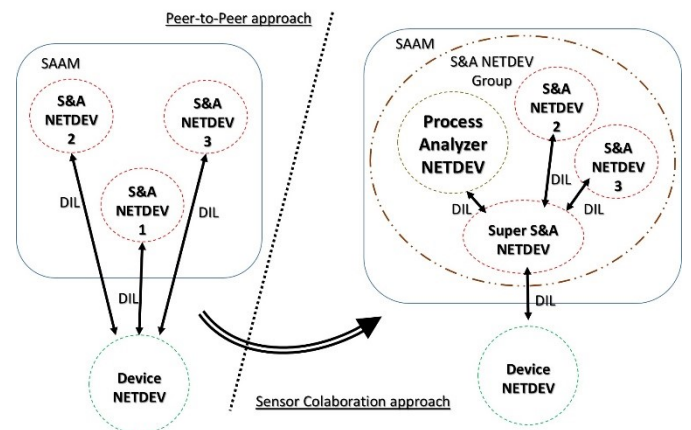 Peer-to-Peer approach
SAAM
S&A
NETDEV
2
S&A
NETDEV
3
S&A
NETDEV
1
DIL
DIL
DIL
Device
NETDEV
SAAM
S&A NETDEV
Group
Process
Analyzer
NETDEV
S&A
NETDEV
2
S&A
NETDEV
3
DIL
DIL
DIL
Super S&A
NETDEV
DIL
Device
NETDEV
Sensor Colaboration approach